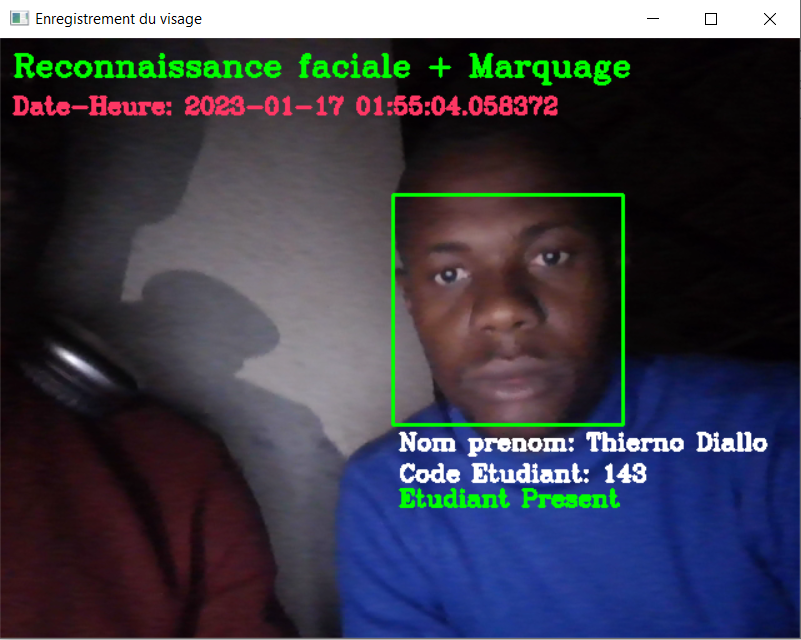 Enregistrement du visage
Reconnaissance faciale + Marquage
Date-Heure: 2023-01-17 01:55:04.058372
Nom prenom: Thierno Diallo
Code Etudiant: 143
Etudiant Present